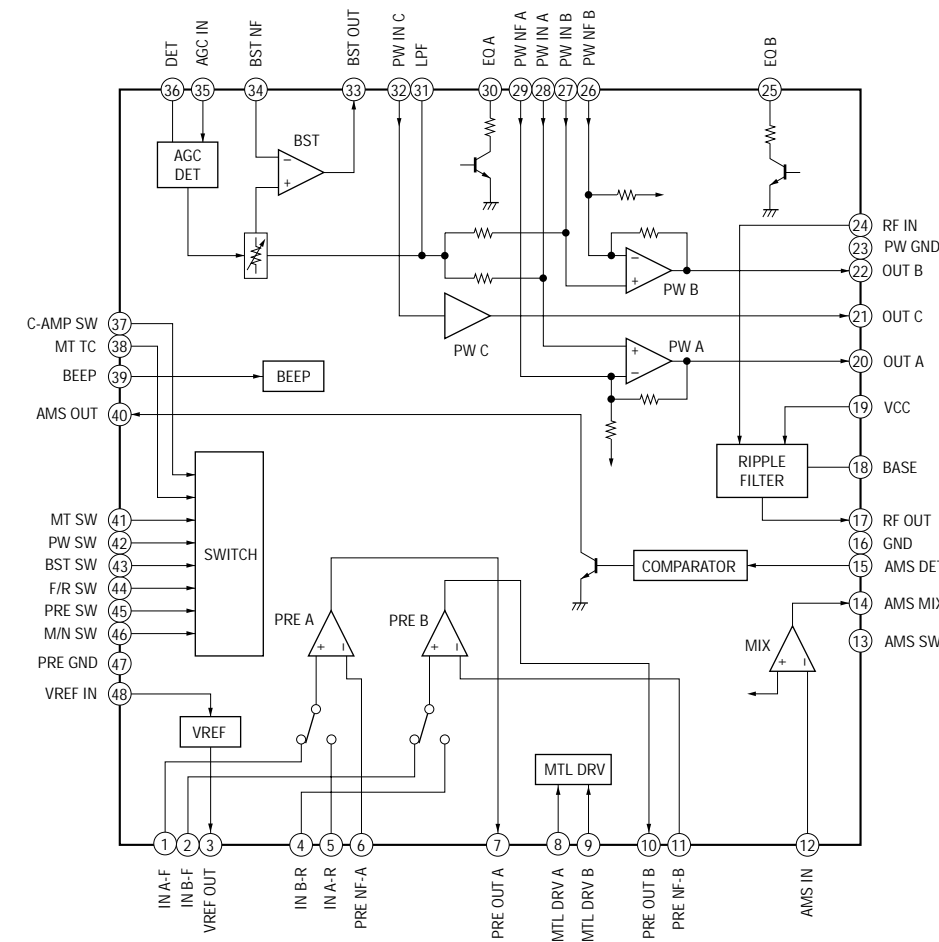 DET
AGC IN
BST NF
BST OUT
PW IN C
LPF
EQ A
PW NF A
PW IN A
PW IN B
PW NF B
EQ B
36
35
34
33
32
31
30
29
28
27
26
25
AGC
DET
BST
−
+
24 RF IN
23 PW GND
22 OUT B
−
+
PW B
21 OUT C
PW C
C-AMP SW 37
MT TC 38
BEEP 39
BEEP
AMS OUT 40
+
−
PW A
20 OUT A
19 VCC
RIPPLE
FILTER
18 BASE
17 RF OUT
16 GND
15 AMS DET
COMPARATOR
14 AMS MIX
13 AMS SW
MIX
+ −
SWITCH
MT SW 41
PW SW 42
BST SW 43
F/R SW 44
PRE SW 45
M/N SW 46
PRE GND 47
VREF IN 48
PRE A
+ −
PRE B
+ −
VREF
MTL DRV
1
2
3
4
5
6
7
8
9
10
11
12
IN A-F
IN B-F
VREF OUT
IN B-R
IN A-R
PRE NF-A
PRE OUT A
MTL DRV A
MTL DRV B
PRE OUT B
PRE NF-B
AMS IN